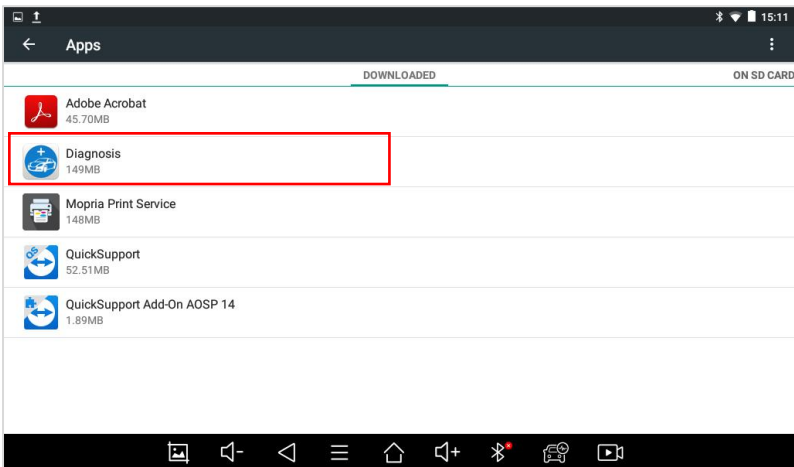 15:11
Apps
DOWNLOADED ON SD CARD
Adobe Acrobat
45.70MB
Diagnosis
149MB
Mopria Print Service
148MB
QuickSupport
52.51MB
QuickSupport Add-On AOSP 14
1.89MB